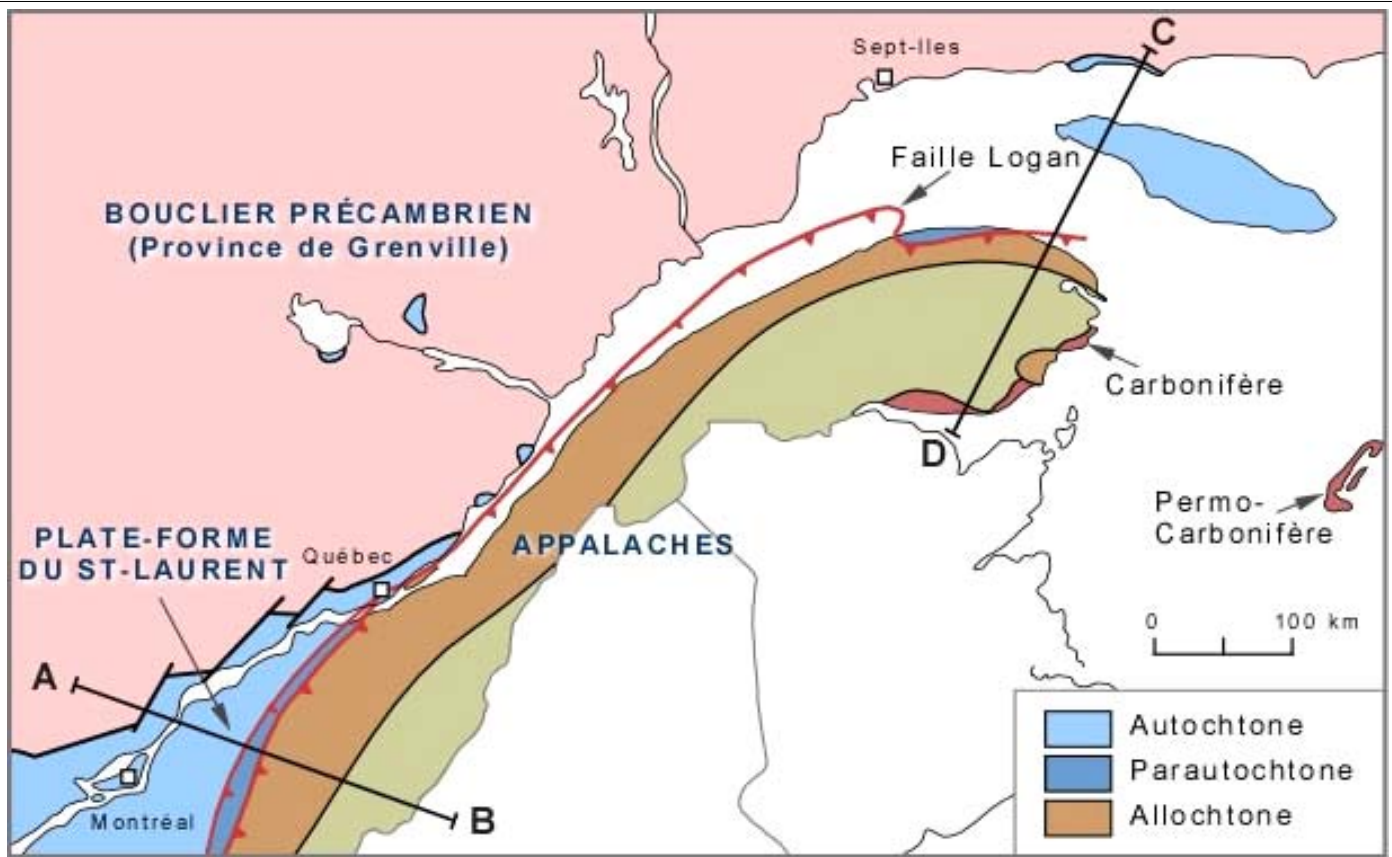 C
Sept-Iles
Faille Logan
BOUCLIER PRÉCAMBRIEN
(Province de Grenville)
Carbonifère
D
Permo-
Carbonifère
PLATE-FORME
DU ST-LAURENT
Québec
APPALACHES
0 100 km
A
B
Montréal
Autochtone
Parautochtone
Allochtone